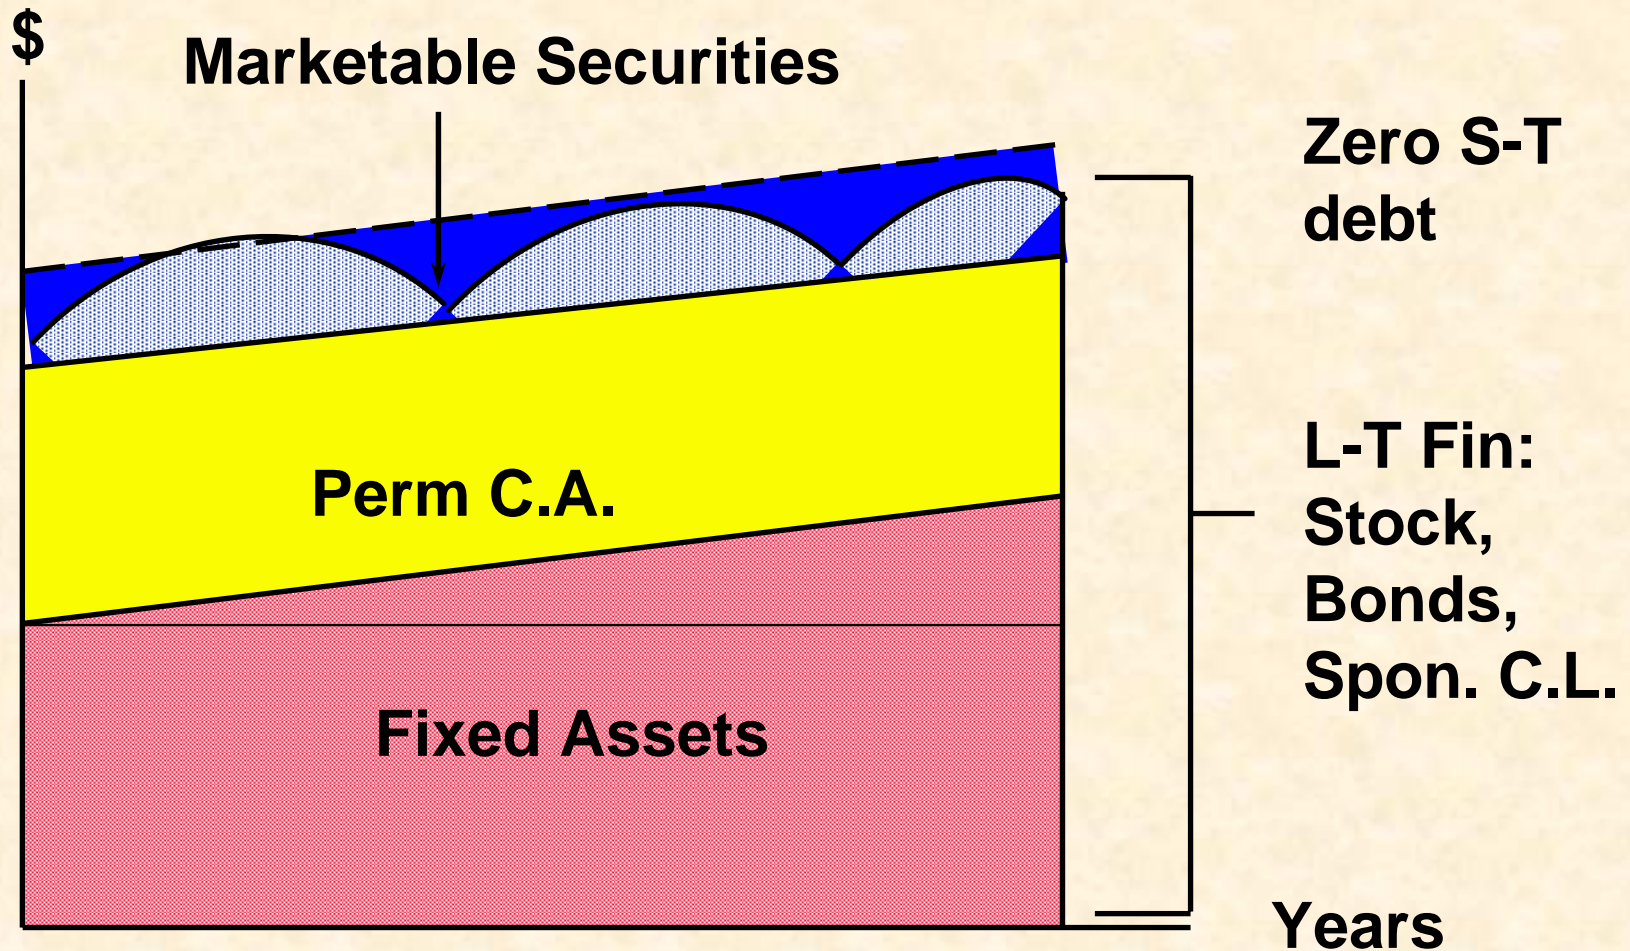 $
Marketable Securities
Zero S-T
debt
L-T Fin:
Stock,
Bonds,
Spon. C.L.
Perm C.A.
Fixed Assets
Years